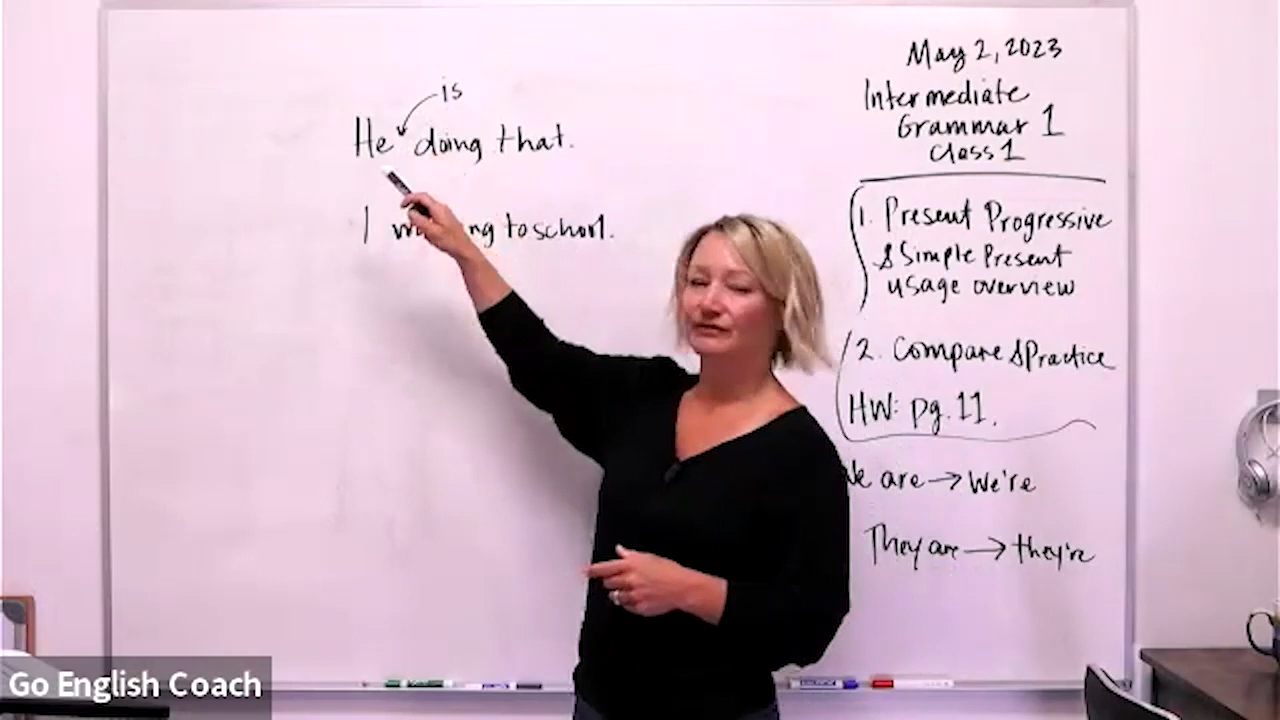 is
He doing that.
I to school.
May 2, 2023
Intermediate
Grammar 1
Class 1
1. Present Progressive
& Simple Present
usage overview
2. Compare & Practice
HW: pg. 11.
We are → We're
They are → they're
Go English Coach